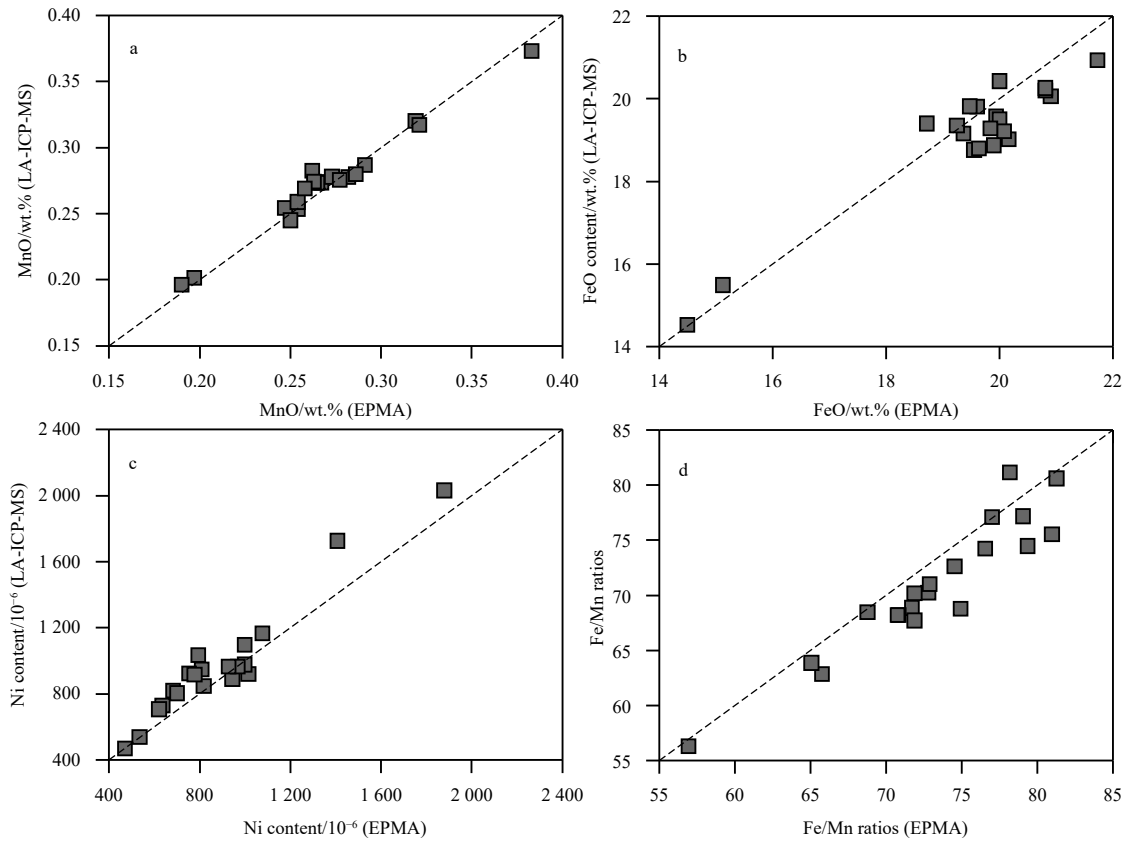 a
0.40
0.35
0.30
0.25
0.20
0.15
MnO/wt.% (LA-ICP-MS)
0.15 0.20 0.25 0.30 0.40 0.40
MnO/wt.% (EPMA)
b
22
20
18
16
14
FeO content/wt.% (LA-ICP-MS)
14 16 18 20 22
FeO/wt.% (EPMA)
c
2 400
2 000
1 600
1 200
800
400
Ni content/10⁻⁶ (LA-ICP-MS)
400 800 1 200 1 600 2 000 2 400
Ni content/10⁻⁶ (EPMA)
d
85
80
75
70
65
60
55
Fe/Mn ratios
55 60 65 70 75 80 85
Fe/Mn ratios (EPMA)